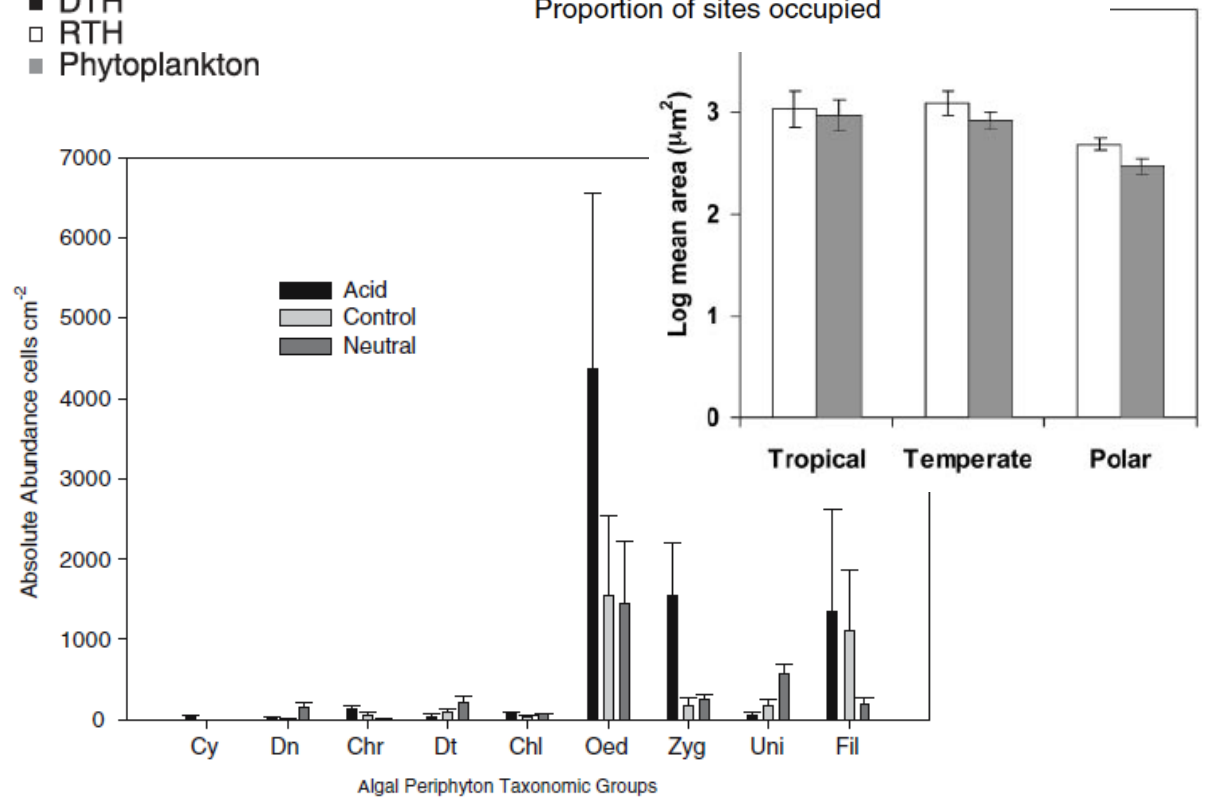 DTH
RTH
Phytoplankton
Proportion of sites occupied
Log mean area (μm²)
3
2
1
0
Tropical Temperate Polar
Absolute Abundance cells cm⁻²
7000
6000
5000
4000
3000
2000
1000
0
Acid
Control
Neutral
Cy Dn Chr Dt Chl Oed Zyg Uni Fil
Algal Periphyton Taxonomic Groups